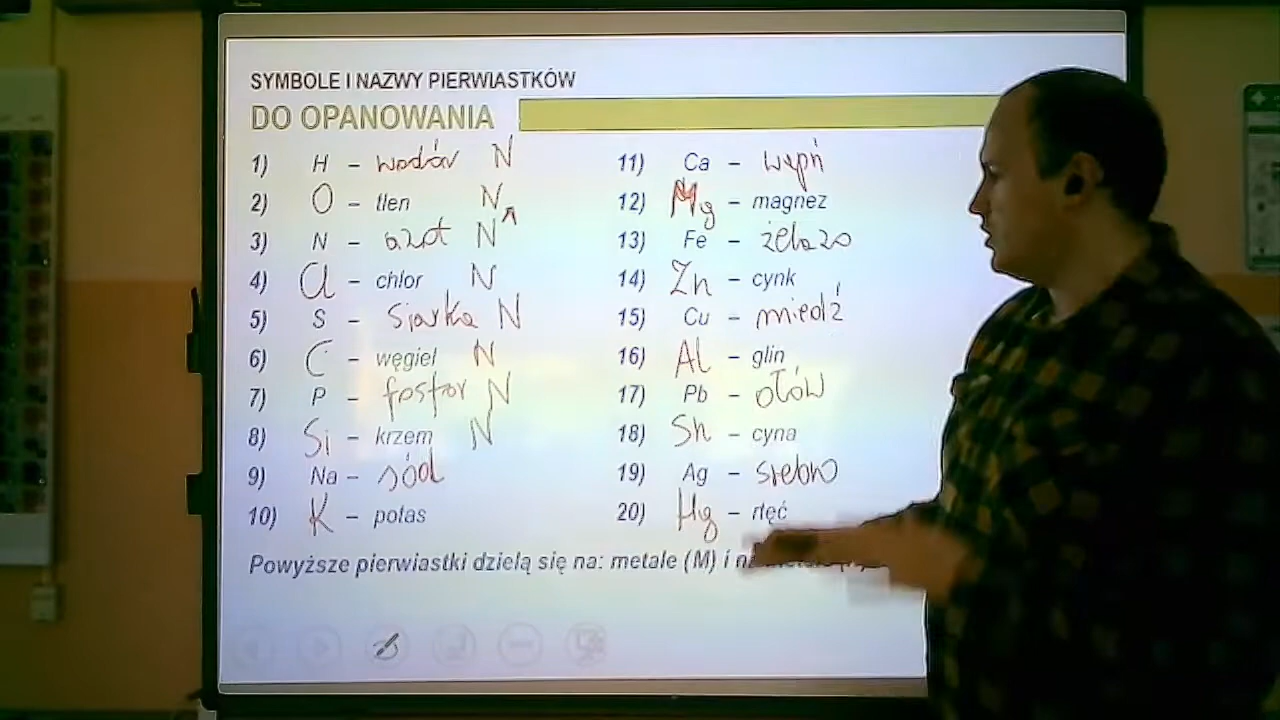 SYMBOLE I NAZWY PIERWIASTKÓW
DO OPANOWANIA
1) H – wodór N
2) O – tlen N
3) N – azot N
4) Cl – chlor N
5) S – siarka N
6) C – węgiel N
7) P – fosfor N
8) Si – krzem N
9) Na – sód
10) K – potas
11) Ca – wapń
12) Mg – magnez
13) Fe – żelazo
14) Zn – cynk
15) Cu – miedź
16) Al – glin
17) Pb – ołów
18) Sn – cyna
19) Ag – srebro
20) Hg – rtęć
Powyższe pierwiastki dzielą się na: metale (M) i